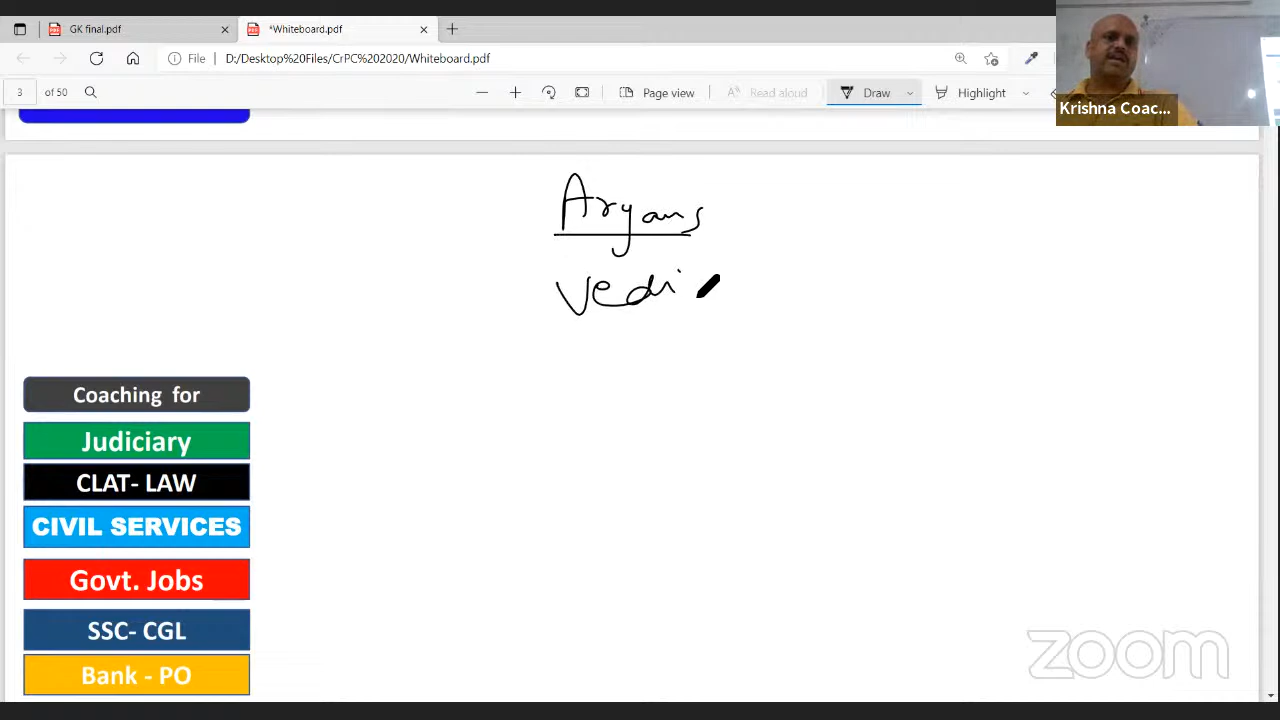 GK final.pdf
*Whiteboard.pdf
File
D:/Desktop%20Files/CrPC%202020/Whiteboard.pdf
3 of 50
Page view
Read aloud
Draw
Highlight
Krishna Coac...
Aryans
Vedi
Coaching for
Judiciary
CLAT- LAW
CIVIL SERVICES
Govt. Jobs
SSC- CGL
Bank - PO
zoom